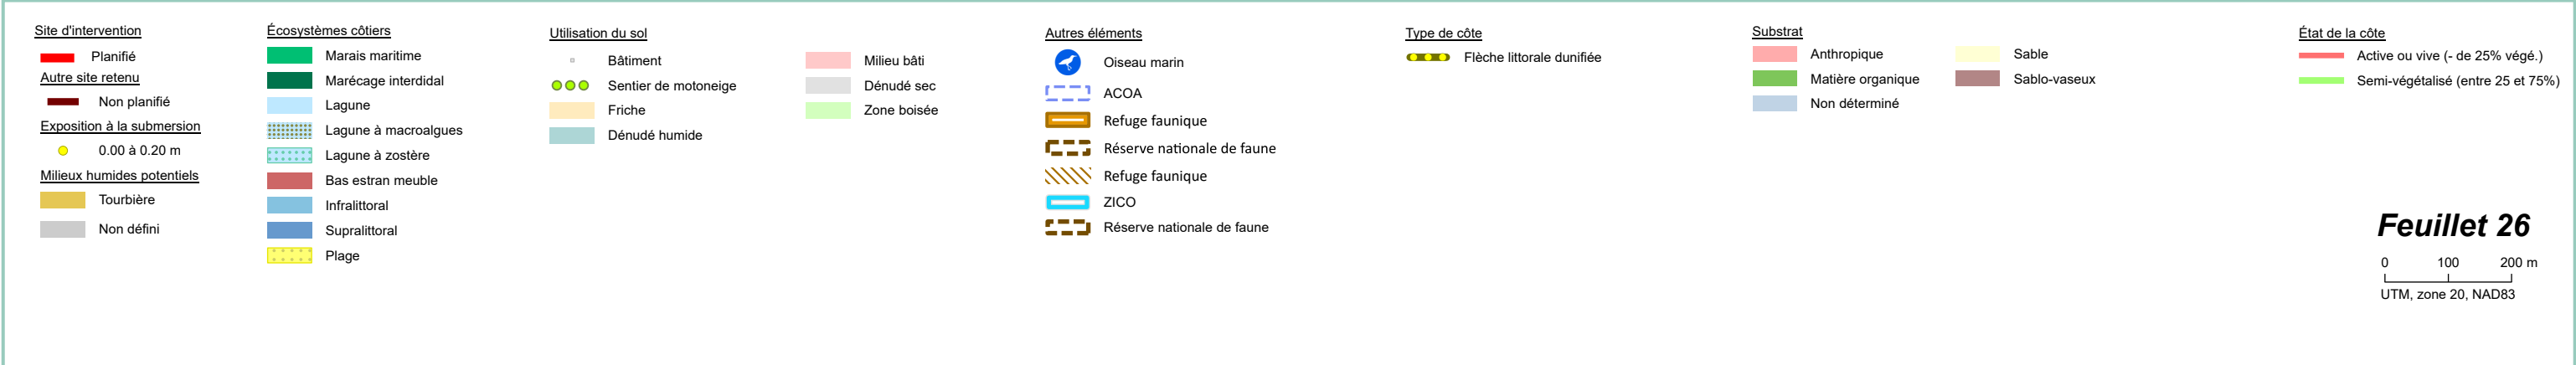 Site d'intervention
Planifié
Autre site retenu
Non planifié
Exposition à la submersion
0.00 à 0.20 m
Milieux humides potentiels
Tourbière
Non défini
Écosystèmes côtiers
Marais maritime
Marécage interdidal
Lagune
Lagune à macroalgues
Lagune à zostère
Bas estran meuble
Infralittoral
Supralittoral
Plage
Utilisation du sol
Bâtiment
Sentier de motoneige
Friche
Dénudé humide
Milieu bâti
Dénudé sec
Zone boisée
Autres éléments
Oiseau marin
ACOA
Refuge faunique
Réserve nationale de faune
Refuge faunique
ZICO
Réserve nationale de faune
Type de côte
Flèche littorale dunifiée
Substrat
Anthropique
Matière organique
Non déterminé
Sable
Sablo-vaseux
État de la côte
Active ou vive (- de 25% végé.)
Semi-végétalisé (entre 25 et 75%)
Feuillet 26
0 100 200 m
UTM, zone 20, NAD83